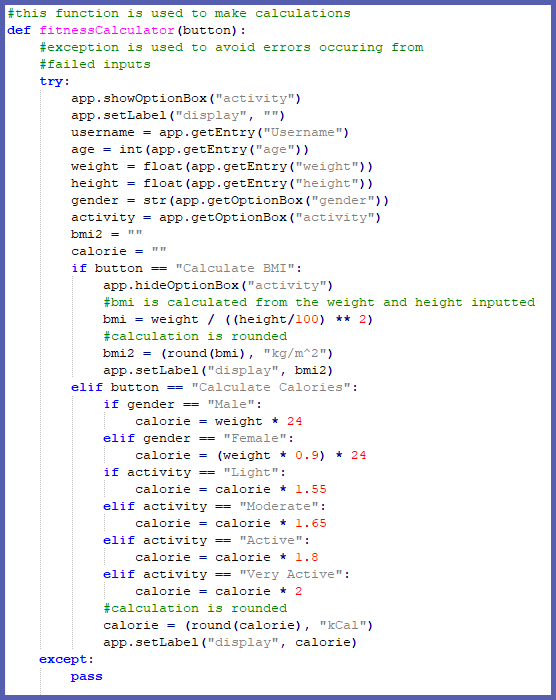 #this function is used to make calculations
def fitnessCalculator(button):
    #exception is used to avoid errors occuring from
    #failed inputs
    try:
        app.showOptionBox("activity")
        app.setLabel("display", "")
        username = app.getEntry("Username")
        age = int(app.getEntry("age"))
        weight = float(app.getEntry("weight"))
        height = float(app.getEntry("height"))
        gender = str(app.getOptionBox("gender"))
        activity = app.getOptionBox("activity")
        bmi2 = ""
        calorie = ""
        if button == "Calculate BMI":
            app.hideOptionBox("activity")
            #bmi is calculated from the weight and height inputted
            bmi = weight / ((height/100) ** 2)
            #calculation is rounded
            bmi2 = (round(bmi), "kg/m^2")
            app.setLabel("display", bmi2)
        elif button == "Calculate Calories":
            if gender == "Male":
                calorie = weight * 24
            elif gender == "Female":
                calorie = (weight * 0.9) * 24
            if activity == "Light":
                calorie = calorie * 1.55
            elif activity == "Moderate":
                calorie = calorie * 1.65
            elif activity == "Active":
                calorie = calorie * 1.8
            elif activity == "Very Active":
                calorie = calorie * 2
            #calculation is rounded
            calorie = (round(calorie), "kCal")
            app.setLabel("display", calorie)
    except:
        pass